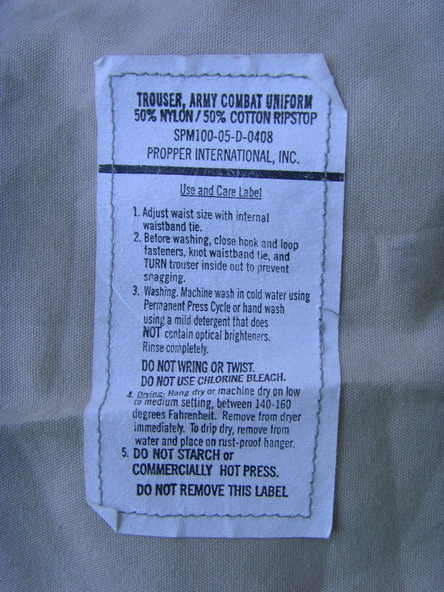 TROUSER, ARMY COMBAT UNIFORM
50% NYLON / 50% COTTON RIPSTOP
SPM100-05-D-0408
PROPPER INTERNATIONAL, INC.
Use and Care Label
1. Adjust waist size with internal
waistband tie.
2. Before washing, close hook and loop
fasteners, knot waistband tie, and
TURN trouser inside out to prevent
snagging.
3. Washing. Machine wash in cold water using
Permanent Press Cycle or hand wash
using a mild detergent that does
NOT contain optical brighteners.
Rinse completely.
DO NOT WRING OR TWIST.
DO NOT USE CHLORINE BLEACH.
4. Drying: Hang dry or machine dry on low
to medium setting, between 140-160
degrees Fahrenheit. Remove from dryer
immediately. To drip dry, remove from
water and place on rust-proof hanger.
5. DO NOT STARCH or
COMMERCIALLY HOT PRESS.
DO NOT REMOVE THIS LABEL